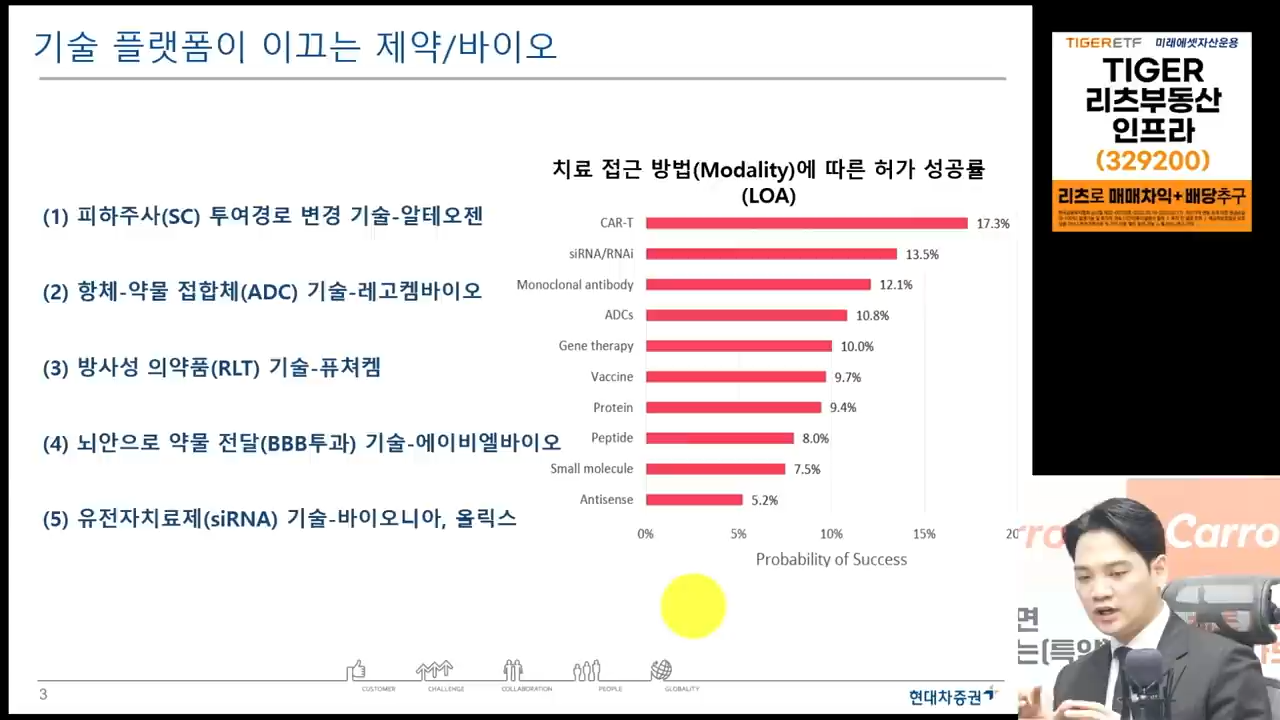 기술 플랫폼이 이끄는 제약/바이오
(1) 피하주사(SC) 투여경로 변경 기술-알테오젠
(2) 항체-약물 접합체(ADC) 기술-레고켐바이오
(3) 방사성 의약품(RLT) 기술-퓨쳐켐
(4) 뇌안으로 약물 전달(BBB투과) 기술-에이비엘바이오
(5) 유전자치료제(siRNA) 기술-바이오니아, 올릭스
치료 접근 방법(Modality)에 따른 허가 성공률
(LOA)
CAR-T 17.3%
siRNA/RNAi 13.5%
Monoclonal antibody 12.1%
ADCs 10.8%
Gene therapy 10.0%
Vaccine 9.7%
Protein 9.4%
Peptide 8.0%
Small molecule 7.5%
Antisense 5.2%
0% 5% 10% 15% 20
Probability of Success
3
CUSTOMER CHALLENGE COLLABORATION PEOPLE GLOBALITY
현대차증권
TIGER ETF 미래에셋자산운용
TIGER
리츠부동산
인프라
(329200)
리츠로 매매차익+배당추구
rro Carro
면
는(특약)